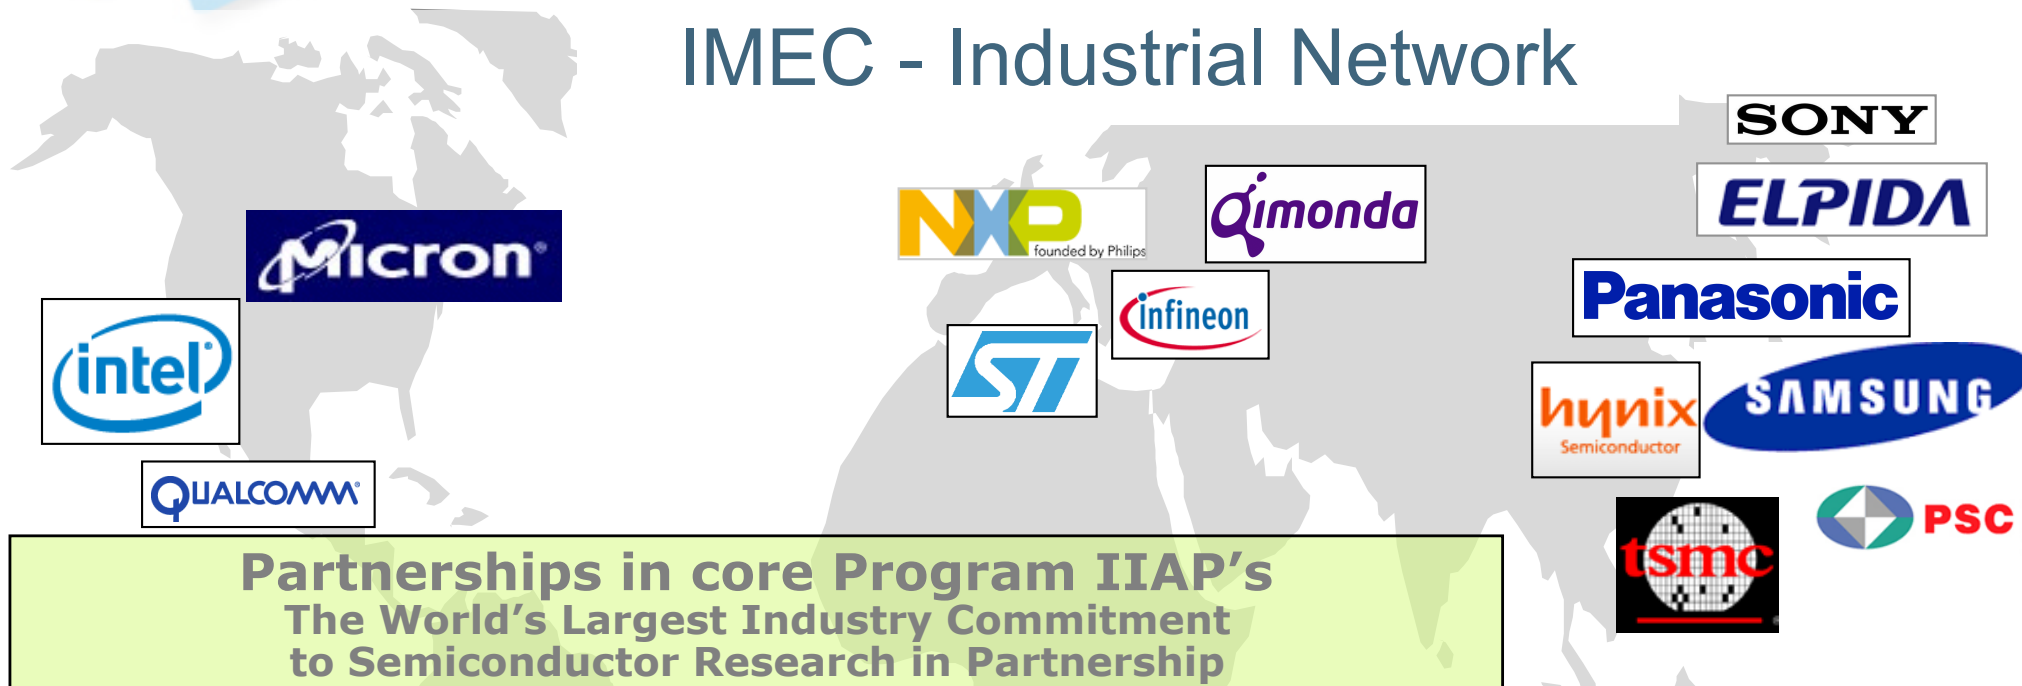 IMEC - Industrial Network
SONY
ELPIDA
Micron®
NXP
founded by Philips
Qimonda
Panasonic
intel®
infineon
ST
hynix
Semiconductor
SAMSUNG
QUALCOMM®
tsmc
PSC
Partnerships in core Program IIAP’s
The World’s Largest Industry Commitment
to Semiconductor Research in Partnership